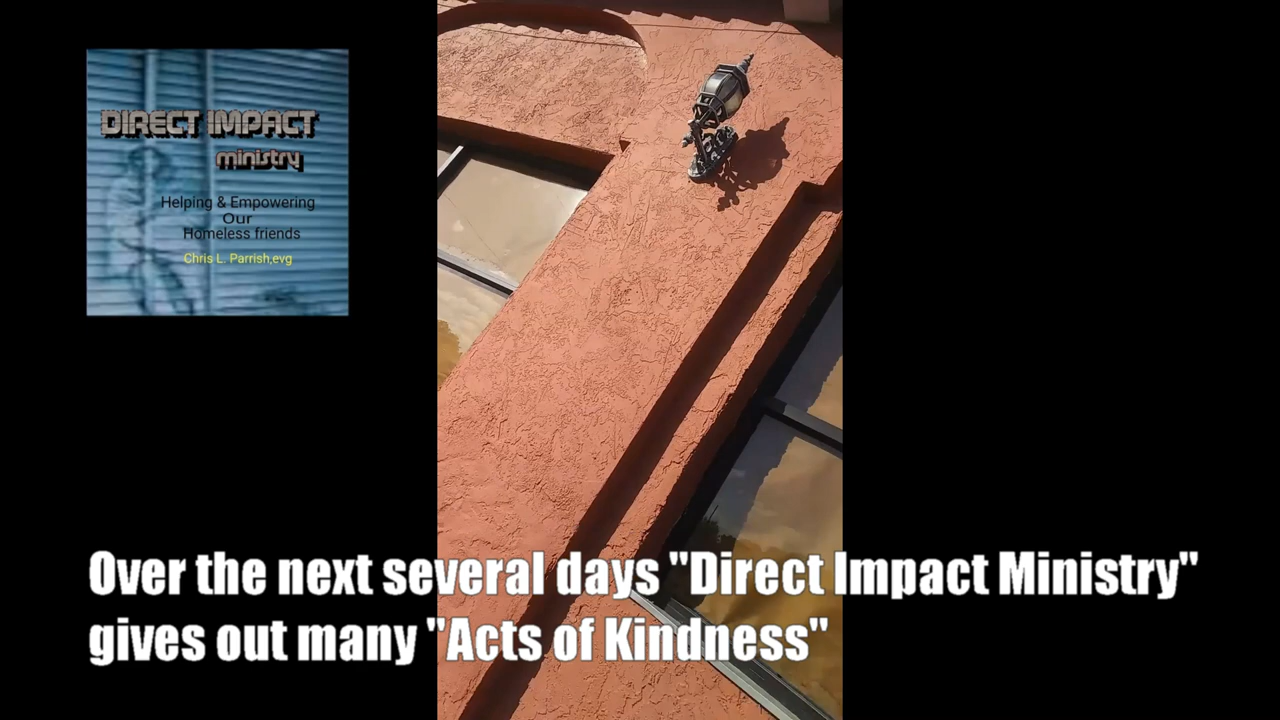 DIRECT IMPACT
ministry
Helping & Empowering
Our
Homeless friends
Chris L. Parrish,evg
Over the next several days "Direct Impact Ministry"
gives out many "Acts of Kindness"